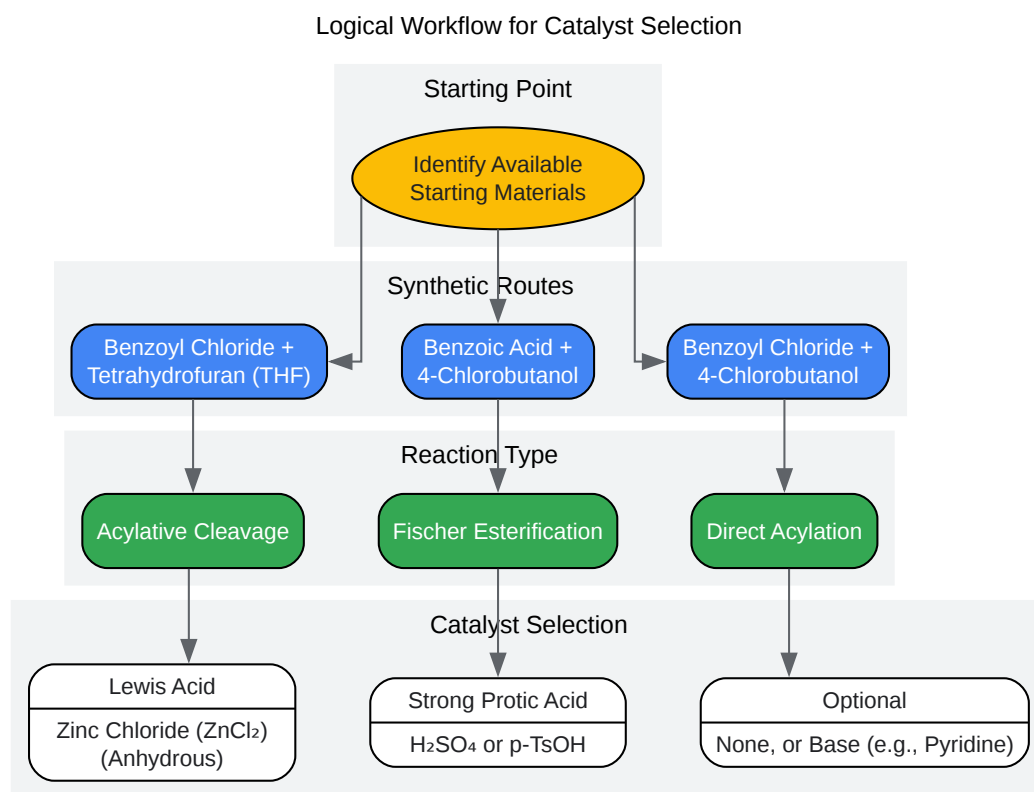 Logical Workflow for Catalyst Selection
Starting Point
Identify Available
Starting Materials
Synthetic Routes
Benzoyl Chloride +
Tetrahydrofuran (THF)
Benzoic Acid +
4-Chlorobutanol
Benzoyl Chloride +
4-Chlorobutanol
Reaction Type
Acylative Cleavage
Fischer Esterification
Direct Acylation
Catalyst Selection
Lewis Acid
Zinc Chloride (ZnCl₂)
(Anhydrous)
Strong Protic Acid
H₂SO₄ or p-TsOH
Optional
None, or Base (e.g., Pyridine)